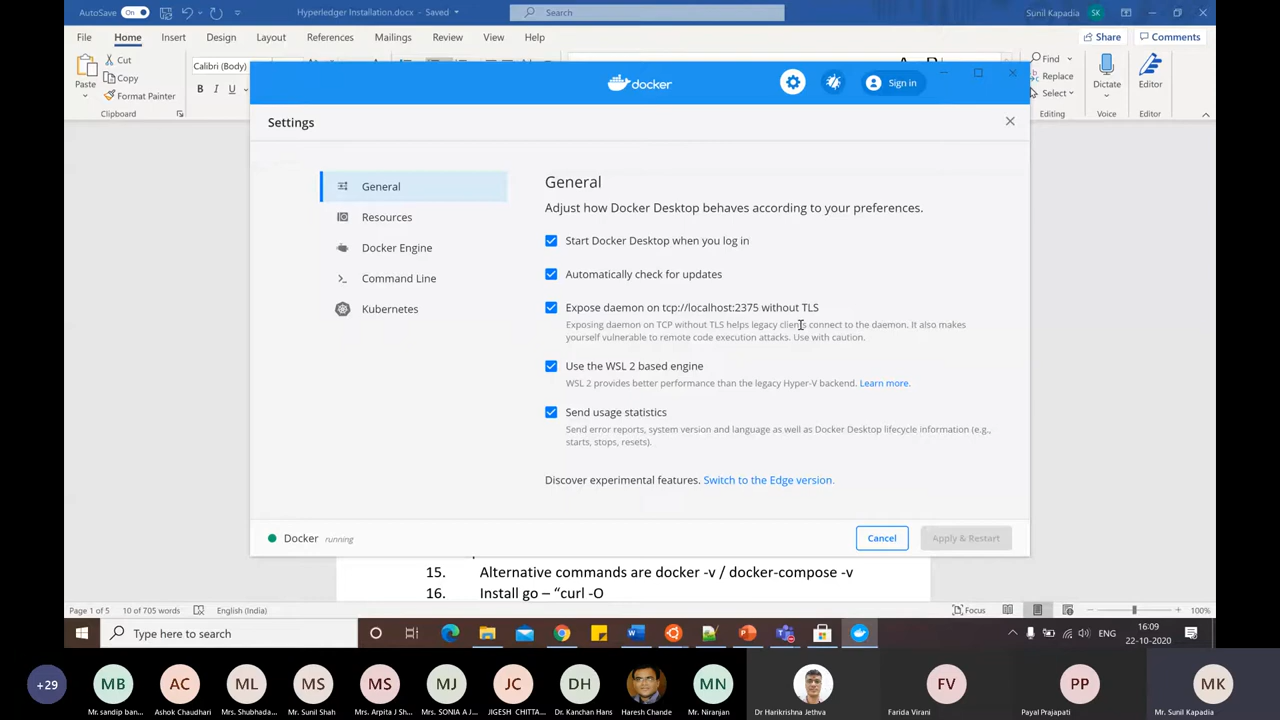 AutoSave On Hyperledger Installation.docx - Saved Search Sunil Kapadia SK
File Home Insert Design Layout References Mailings Review View Help Share Comments
Paste Cut Calibri (Body) Find
Copy Replace
Format Painter B I U Select Dictate Editor
Clipboard Editing Voice Editor
docker Sign in
Settings
General
Resources
Docker Engine
Command Line
Kubernetes
General
Adjust how Docker Desktop behaves according to your preferences.
Start Docker Desktop when you log in
Automatically check for updates
Expose daemon on tcp://localhost:2375 without TLS
Exposing daemon on TCP without TLS helps legacy clients connect to the daemon. It also makes
yourself vulnerable to remote code execution attacks. Use with caution.
Use the WSL 2 based engine
WSL 2 provides better performance than the legacy Hyper-V backend. Learn more.
Send usage statistics
Send error reports, system version and language as well as Docker Desktop lifecycle information (e.g.,
starts, stops, resets).
Discover experimental features. Switch to the Edge version.
Docker running Cancel Apply & Restart
15. Alternative commands are docker -v / docker-compose -v
16. Install go – “curl -O
Page 1 of 5 10 of 705 words English (India) Focus 100%
Type here to search ENG 16:09
22-10-2020
+29 MB AC ML MS MS MJ JC DH MN FV PP MK
Mr. sandip ban... Ashok Chaudhari Mrs. Shubhada... Mr. Sunil Shah Mrs. Arpita J Sh... Mrs. SONIA A J... JIGESH CHITTA... Dr. Kanchan Hans Haresh Chande Mr. Niranjan Dr Harikrishna Jethva Farida Virani Payal Prajapati Mr. Sunil Kapadia